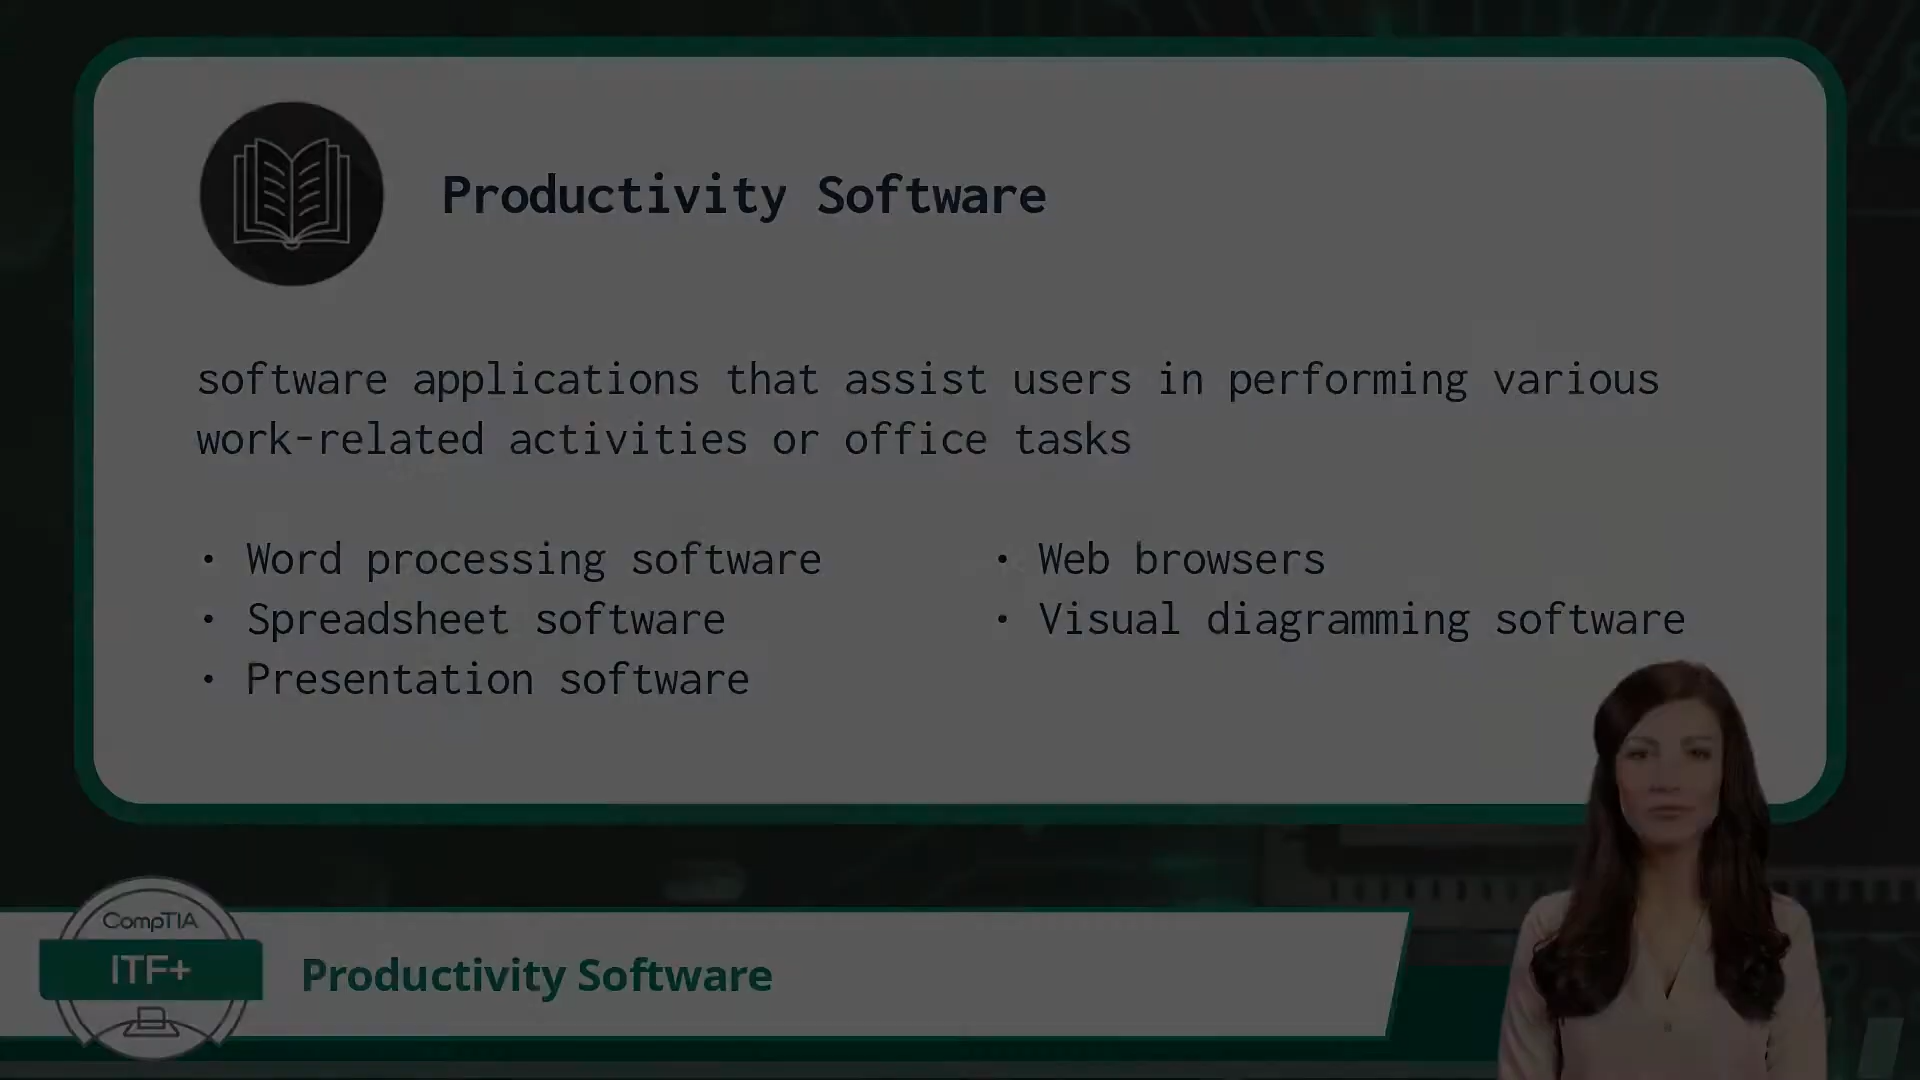 Productivity Software
software applications that assist users in performing various
work-related activities or office tasks
• Word processing software
• Spreadsheet software
• Presentation software
• Web browsers
• Visual diagramming software
CompTIA
ITF+
Productivity Software